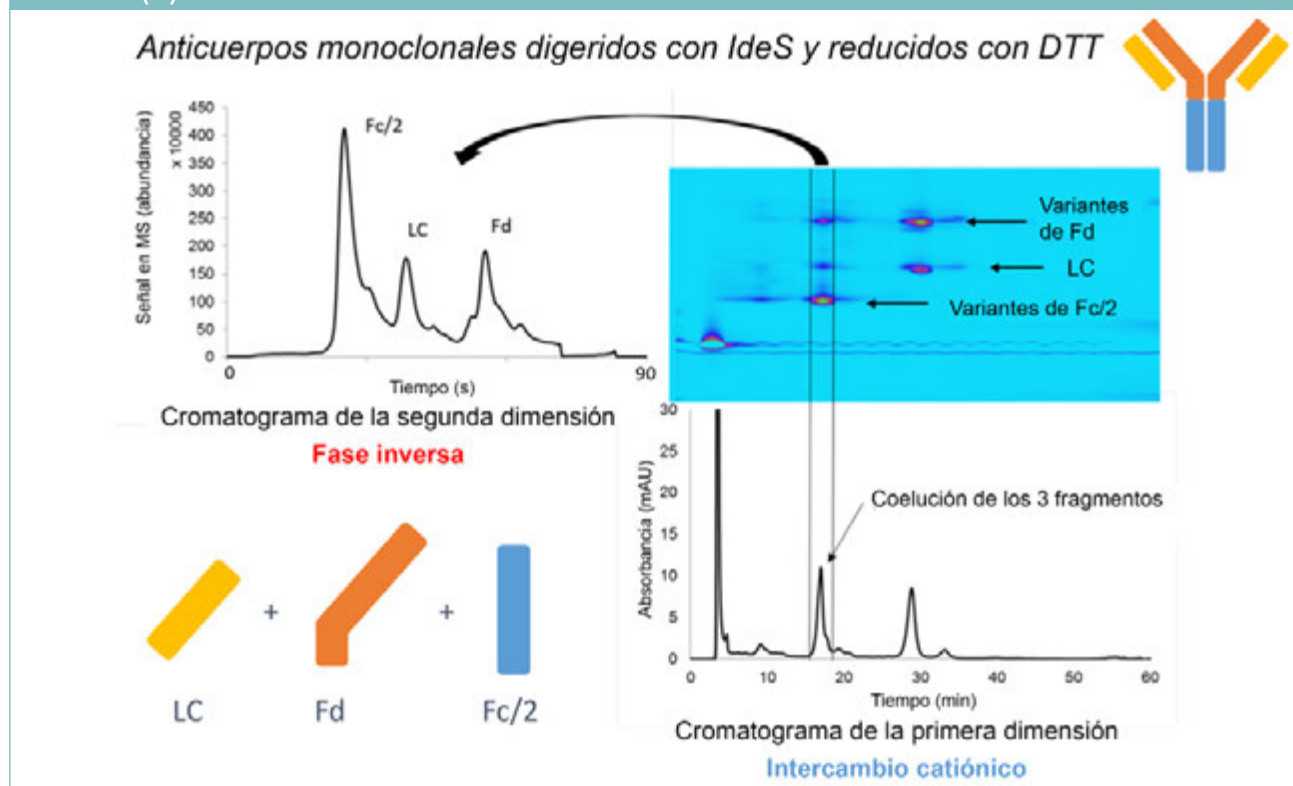 Anticuerpos monoclonales digeridos con IdeS y reducidos con DTT
Señal en MS (abundancia)
x 10000
450
400
350
300
250
200
150
100
50
0
Fc/2
LC
Fd
0
90
Tiempo (s)
Cromatograma de la segunda dimensión
Fase inversa
Variantes
de Fd
LC
Variantes de Fc/2
Absorbancia (mAU)
30
25
20
15
10
5
0
Coelución de los 3 fragmentos
0 10 20 30 40 50 60
Tiempo (min)
Cromatograma de la primera dimensión
Intercambio catiónico
+ +
LC Fd Fc/2